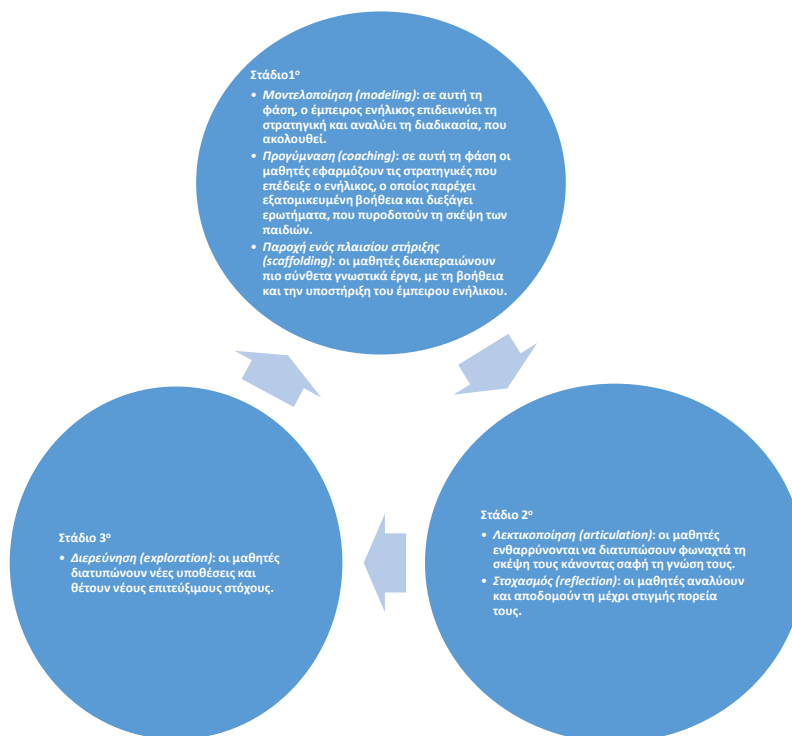 Στάδιο1ο
• Μοντελοποίηση (modeling): σε αυτή τη
φάση, ο έμπειρος ενήλικος επιδεικνύει τη
στρατηγική και αναλύει τη διαδικασία, που
ακολουθεί.
• Προγύμναση (coaching): σε αυτή τη φάση οι
μαθητές εφαρμόζουν τις στρατηγικές που
επέδειξε ο ενήλικος, ο οποίος παρέχει
εξατομικευμένη βοήθεια και διεξάγει
ερωτήματα, που πυροδοτούν τη σκέψη των
παιδιών.
• Παροχή ενός πλαισίου στήριξης
(scaffolding): οι μαθητές διεκπεραιώνουν
πιο σύνθετα γνωστικά έργα, με τη βοήθεια
και την υποστήριξη του έμπειρου ενήλικου.
Στάδιο 2ο
• Λεκτικοποίηση (articulation): οι μαθητές
ενθαρρύνονται να διατυπώσουν φωναχτά τη
σκέψη τους κάνοντας σαφή τη γνώση τους.
• Στοχασμός (reflection): οι μαθητές αναλύουν
και αποδομούν τη μέχρι στιγμής πορεία
τους.
Στάδιο 3ο
• Διερεύνηση (exploration): οι μαθητές
διατυπώνουν νέες υποθέσεις και
θέτουν νέους επιτεύξιμους στόχους.